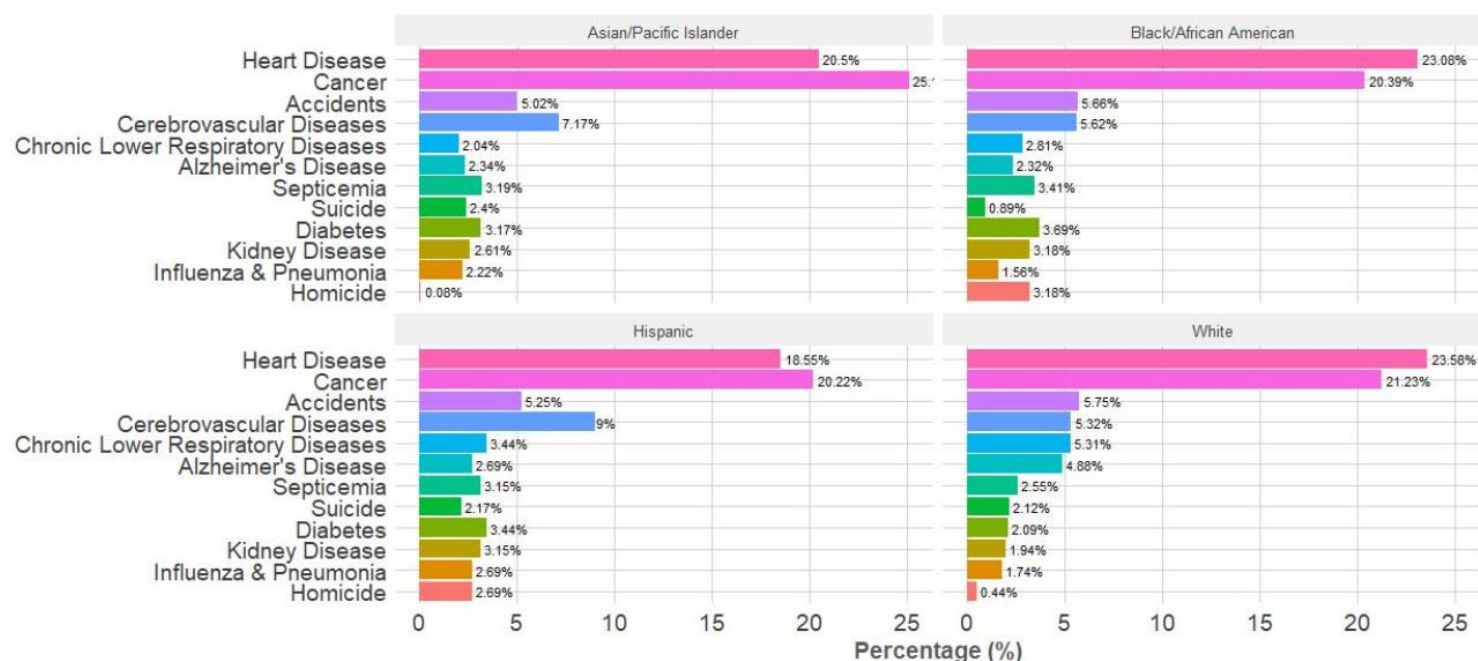 Asian/Pacific Islander
Black/African American
Heart Disease 20.5% 23.08%
Cancer 20.39%
Accidents 5.02% 5.66%
Cerebrovascular Diseases 7.17% 5.62%
Chronic Lower Respiratory Diseases 2.04% 2.81%
Alzheimer's Disease 2.34% 2.32%
Septicemia 3.19% 3.41%
Suicide 2.4% 0.89%
Diabetes 3.17% 3.69%
Kidney Disease 2.61% 3.18%
Influenza & Pneumonia 2.22% 1.56%
Homicide 0.08% 3.18%
Hispanic
White
Heart Disease 18.55% 23.58%
Cancer 20.22% 21.23%
Accidents 5.25% 5.75%
Cerebrovascular Diseases 9% 5.32%
Chronic Lower Respiratory Diseases 3.44% 5.31%
Alzheimer's Disease 2.69% 4.88%
Septicemia 3.15% 2.55%
Suicide 2.17% 2.12%
Diabetes 3.44% 2.09%
Kidney Disease 3.15% 1.94%
Influenza & Pneumonia 2.69% 1.74%
Homicide 2.69% 0.44%
0 5 10 15 20 25 0 5 10 15 20 25
Percentage (%)